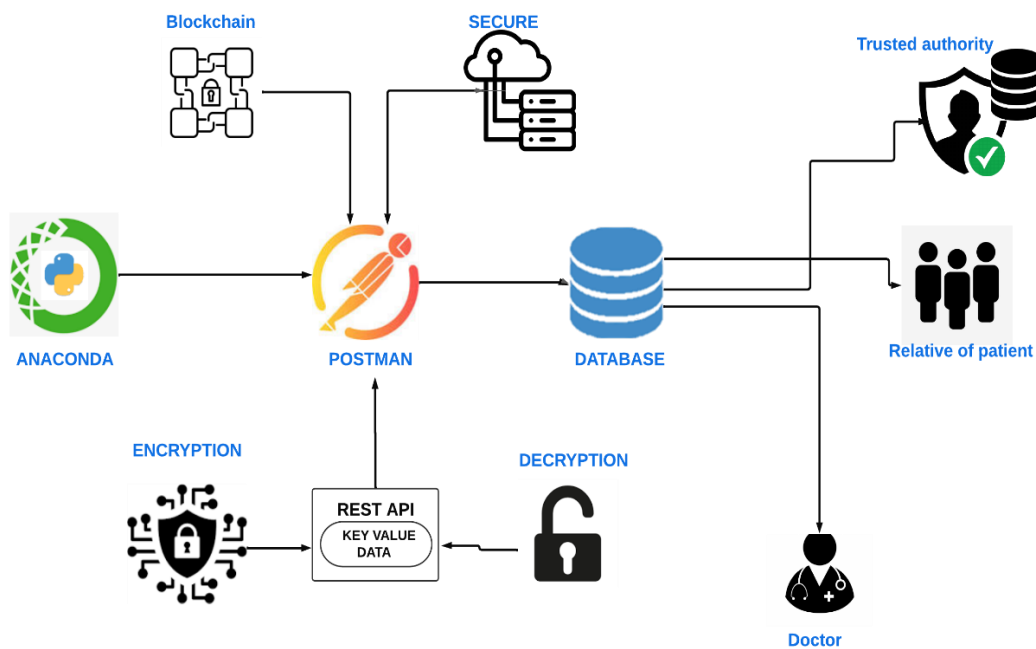 Blockchain
SECURE
Trusted authority
ANACONDA
POSTMAN
DATABASE
Relative of patient
ENCRYPTION
DECRYPTION
REST API
KEY VALUE
DATA
Doctor